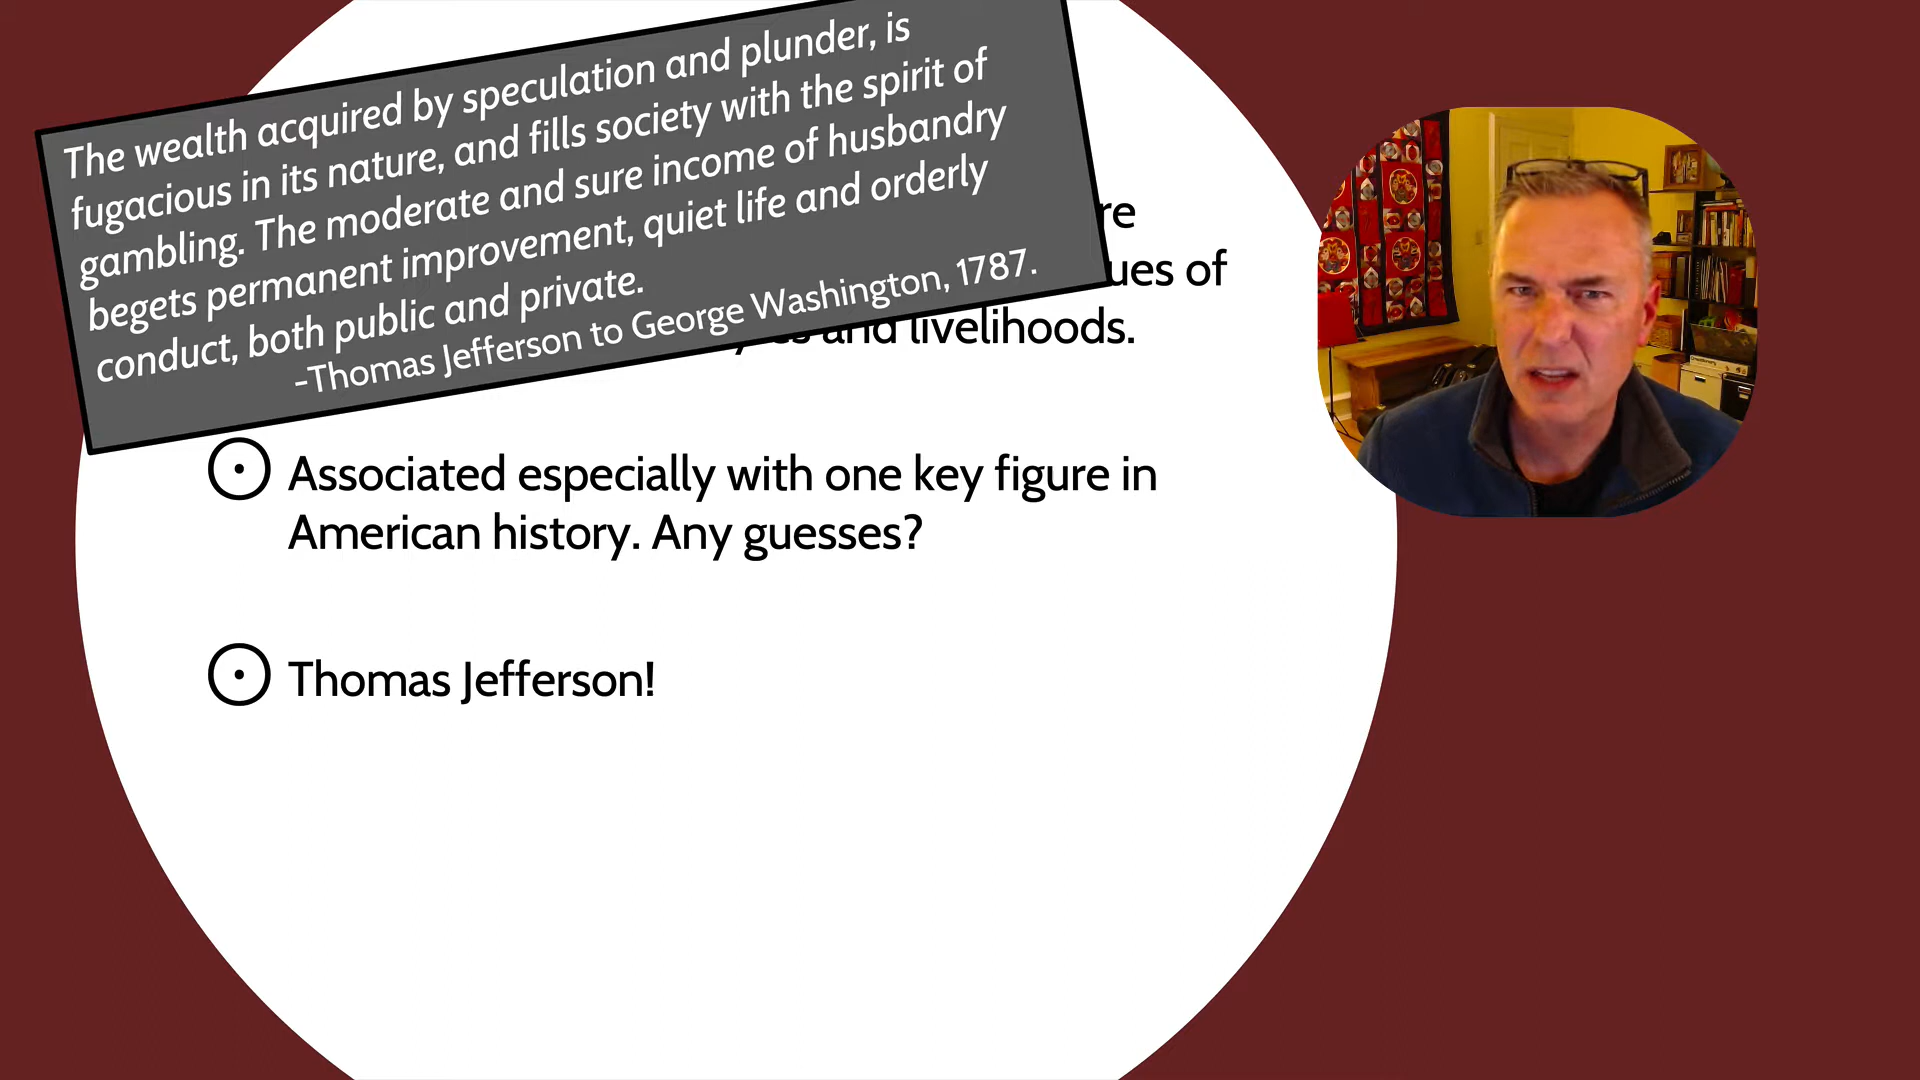 The wealth acquired by speculation and plunder, is
fugacious in its nature, and fills society with the spirit of
gambling. The moderate and sure income of husbandry
begets permanent improvement, quiet life and orderly
conduct, both public and private.
-Thomas Jefferson to George Washington, 1787.
of
and livelihoods.
Associated especially with one key figure in
American history. Any guesses?
Thomas Jefferson!